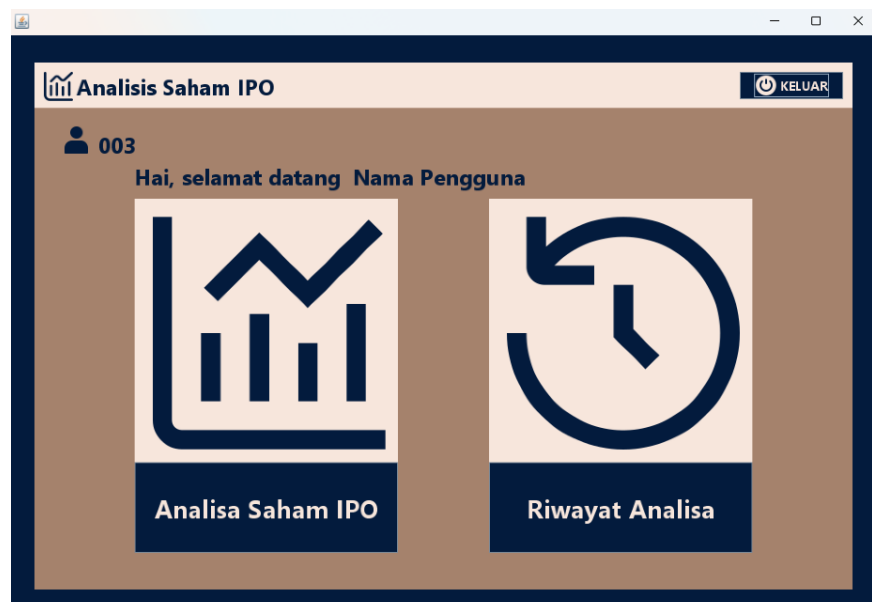 Analisis Saham IPO
KELUAR
003
Hai, selamat datang Nama Pengguna
Analisa Saham IPO
Riwayat Analisa